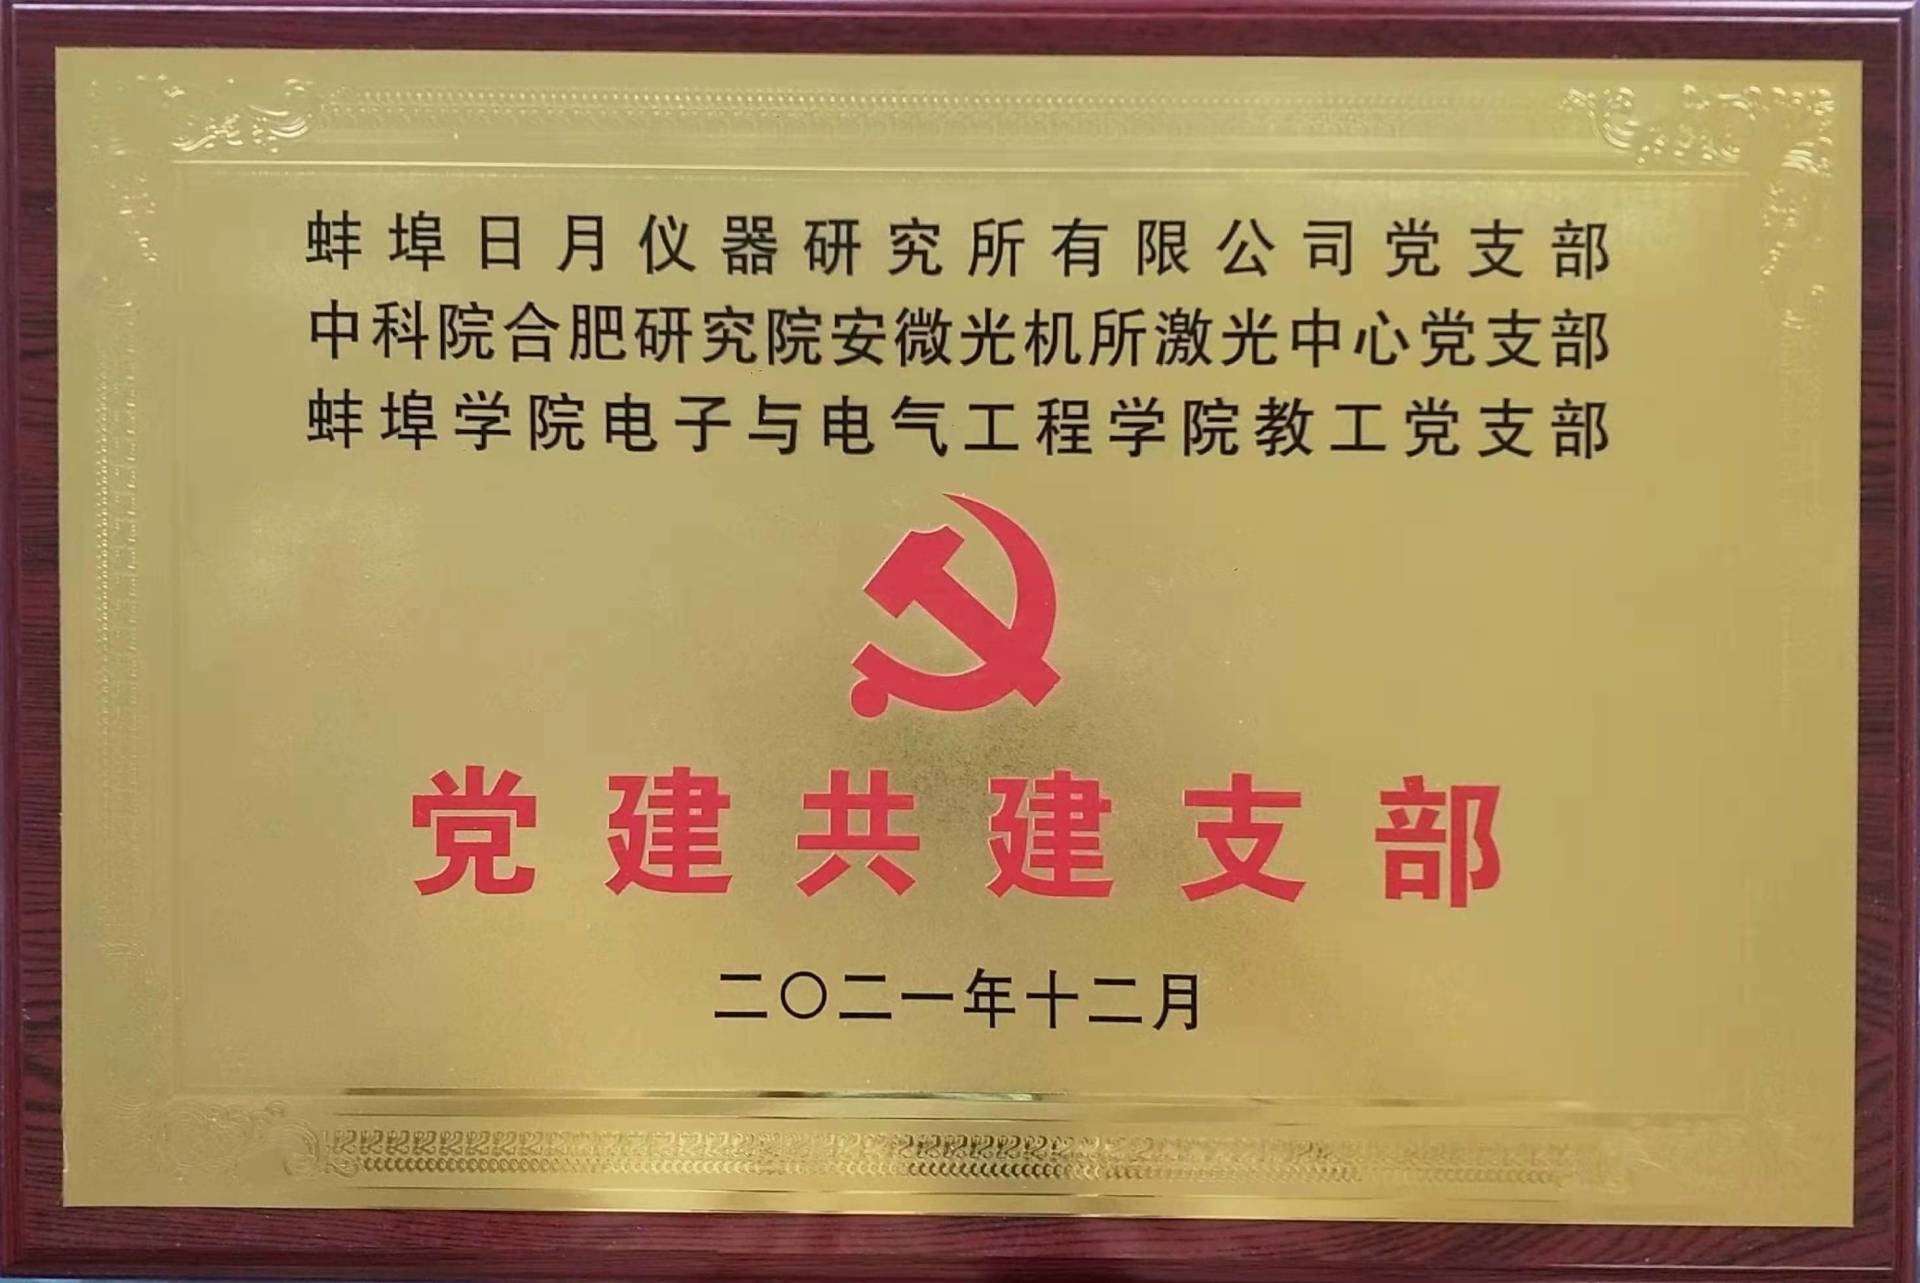 蚌埠日月仪器研究所有限公司党支部
中科院合肥研究院安微光机所激光中心党支部
蚌埠学院电子与电气工程学院教工党支部
党建共建支部
二〇二一年十二月